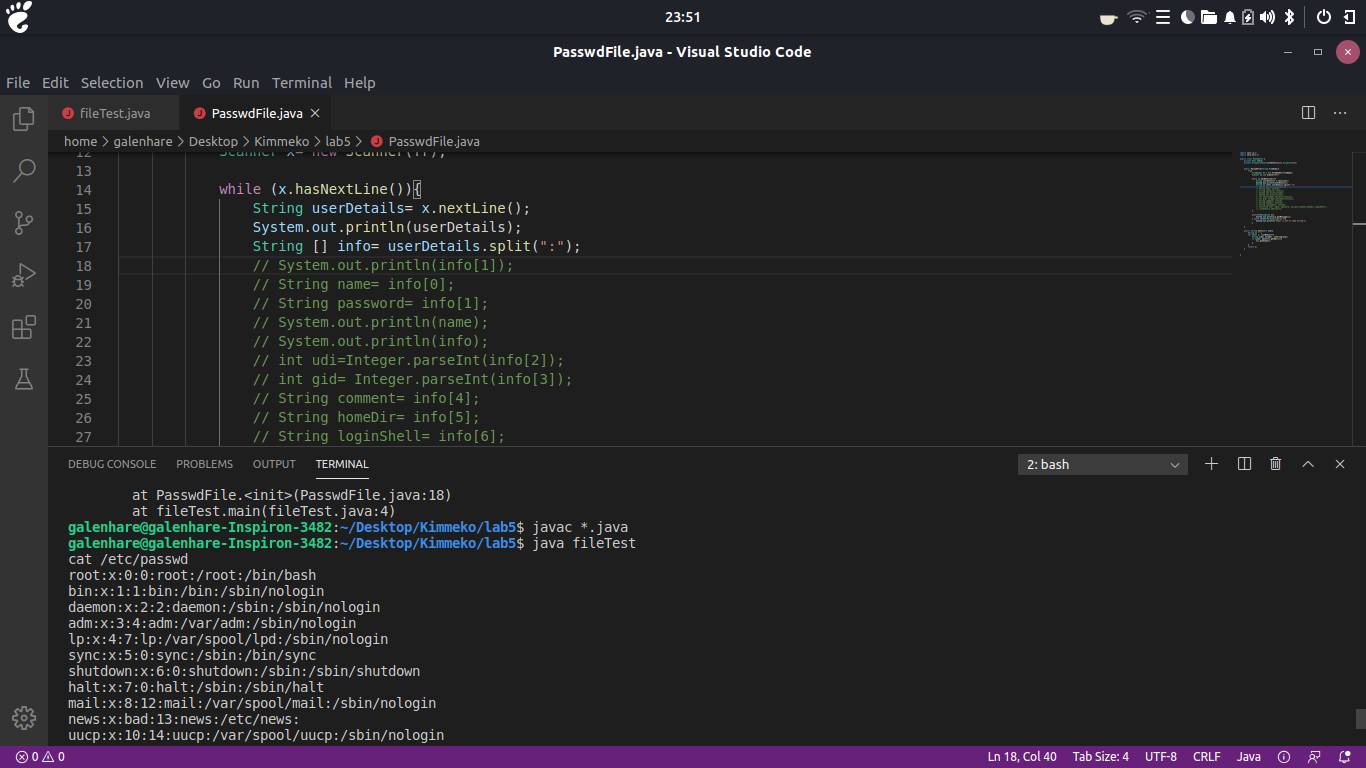 23:51
PasswdFile.java - Visual Studio Code
File Edit Selection View Go Run Terminal Help
fileTest.java PasswdFile.java
home > galenhare > Desktop > Kimmeko > lab5 > PasswdFile.java
12 Scanner x= new Scanner(fr);
13
14 while (x.hasNextLine()){
15 String userDetails= x.nextLine();
16 System.out.println(userDetails);
17 String [] info= userDetails.split(":");
18 // System.out.println(info[1]);
19 // String name= info[0];
20 // String password= info[1];
21 // System.out.println(name);
22 // System.out.println(info);
23 // int udi=Integer.parseInt(info[2]);
24 // int gid= Integer.parseInt(info[3]);
25 // String comment= info[4];
26 // String homeDir= info[5];
27 // String loginShell= info[6];
DEBUG CONSOLE PROBLEMS OUTPUT TERMINAL 2: bash
at PasswdFile.<init>(PasswdFile.java:18)
at fileTest.main(fileTest.java:4)
galenhare@galenhare-Inspiron-3482:~/Desktop/Kimmeko/lab5$ javac *.java
galenhare@galenhare-Inspiron-3482:~/Desktop/Kimmeko/lab5$ java fileTest
cat /etc/passwd
root:x:0:0:root:/root:/bin/bash
bin:x:1:1:bin:/bin:/sbin/nologin
daemon:x:2:2:daemon:/sbin:/sbin/nologin
adm:x:3:4:adm:/var/adm:/sbin/nologin
lp:x:4:7:lp:/var/spool/lpd:/sbin/nologin
sync:x:5:0:sync:/sbin:/bin/sync
shutdown:x:6:0:shutdown:/sbin:/sbin/shutdown
halt:x:7:0:halt:/sbin:/sbin/halt
mail:x:8:12:mail:/var/spool/mail:/sbin/nologin
news:x:bad:13:news:/etc/news:
uucp:x:10:14:uucp:/var/spool/uucp:/sbin/nologin
0 0 Ln 18, Col 40 Tab Size: 4 UTF-8 CRLF Java